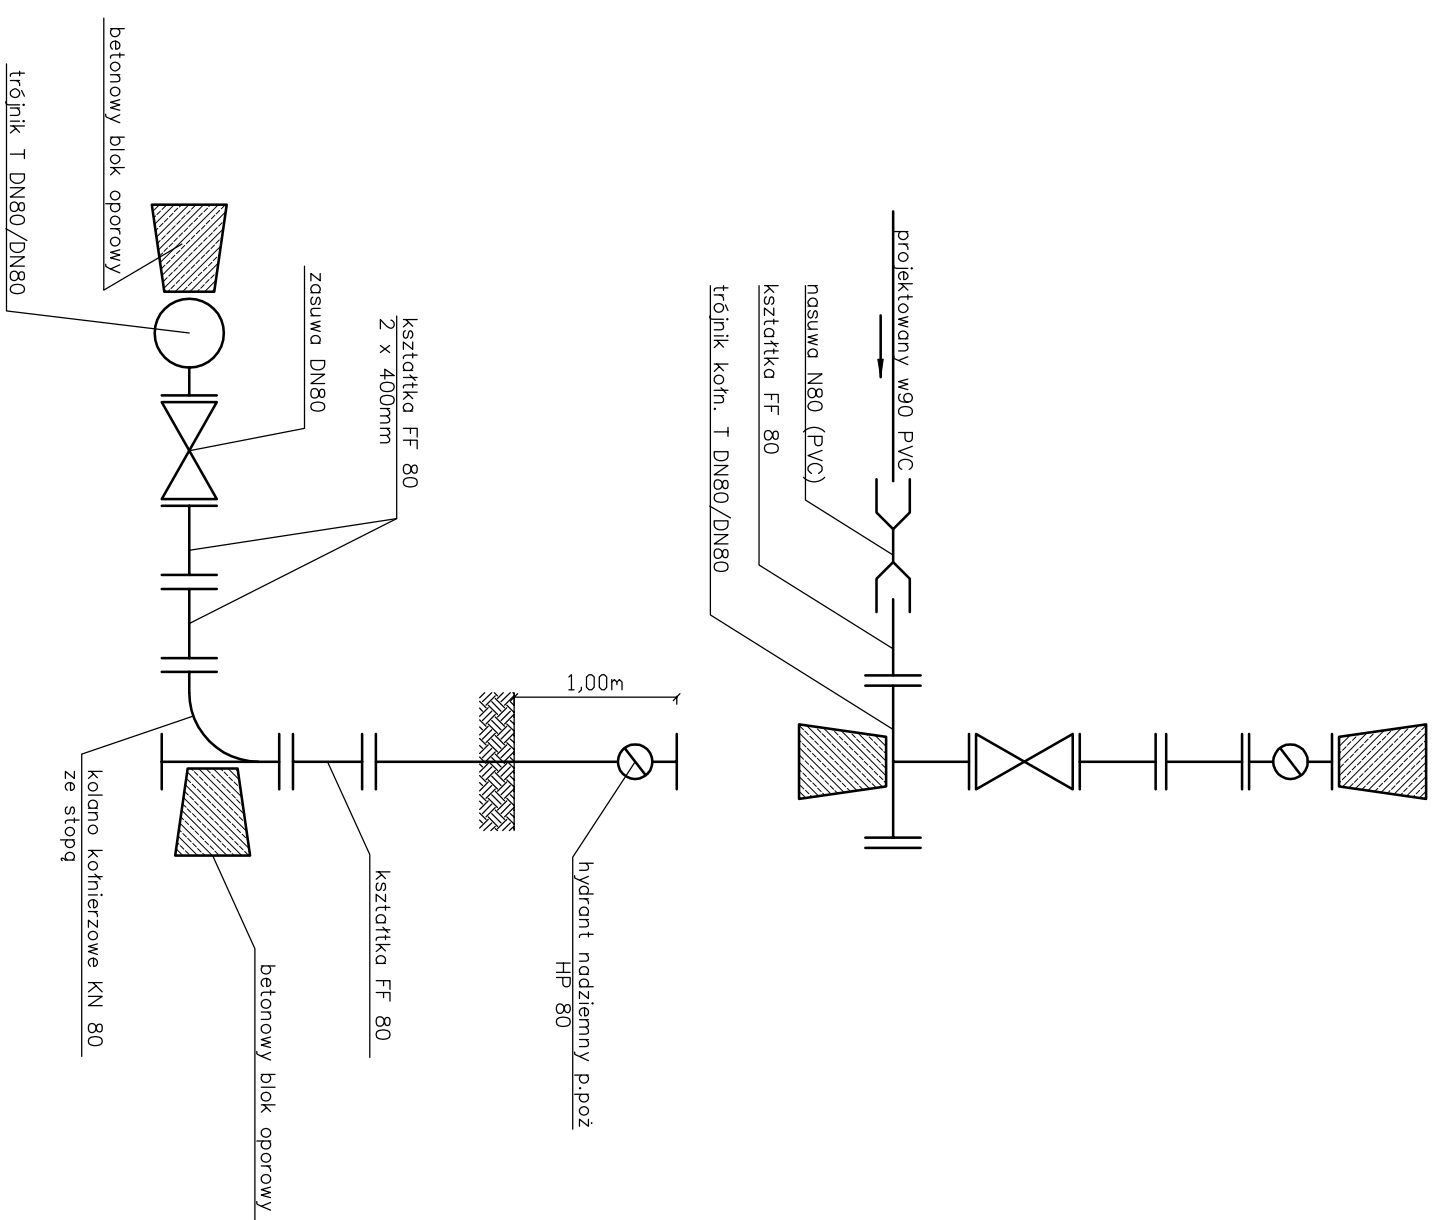 projektowany w90 PVC
nasuwa N80 (PVC)
kształtka FF 80
trójnik kołn. T DN80/DN80
1,00m
hydrant nadziemny p.poż
HP 80
kształtka FF 80
2 x 400mm
kształtka FF 80
zasuwa DN80
betonowy blok oporowy
betonowy blok oporowy
kolano kołnierzowe KN 80
ze stopą
trójnik T DN80/DN80